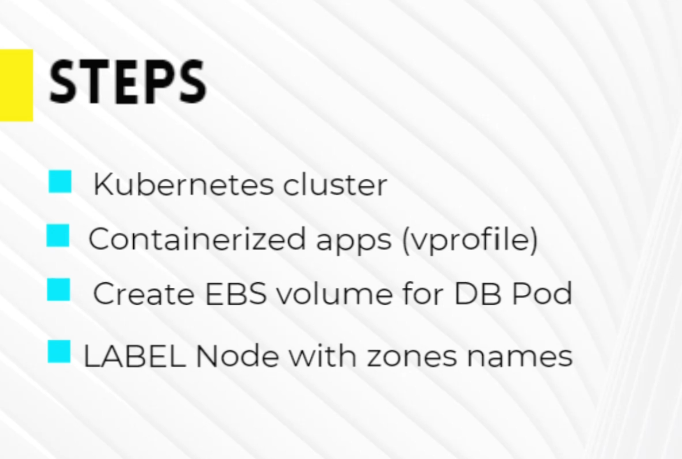 STEPS
Kubernetes cluster
Containerized apps (vprofile)
Create EBS volume for DB Pod
LABEL Node with zones names